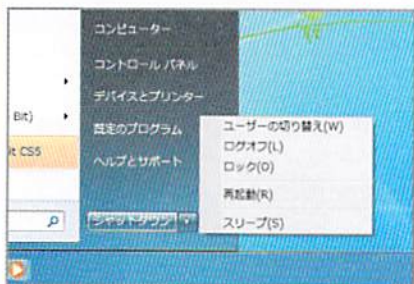 コンピューター
コントロール パネル
デバイスとプリンター
Bit)
既定のプログラム
it CS5
ヘルプとサポート
シャットダウン
ユーザーの切り替え(W)
ログオフ(L)
ロック(O)
再起動(R)
スリープ(S)